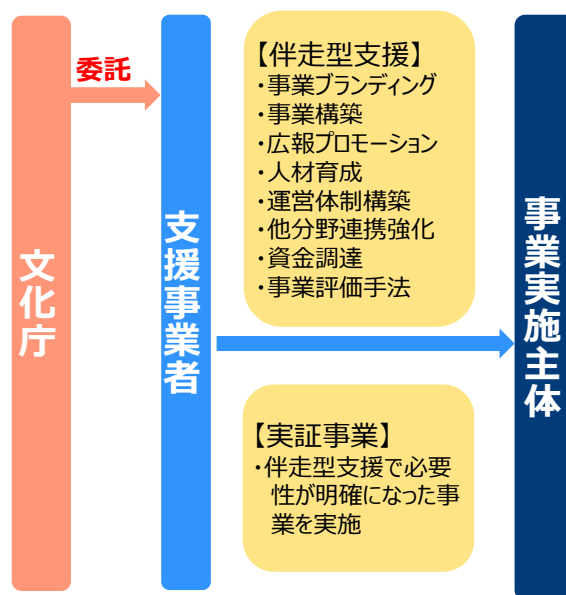 文化庁
委託
支援事業者
【伴走型支援】
・事業ブランディング
・事業構築
・広報プロモーション
・人材育成
・運営体制構築
・他分野連携強化
・資金調達
・事業評価手法
【実証事業】
・伴走型支援で必要
性が明確になった事
業を実施
事業実施主体